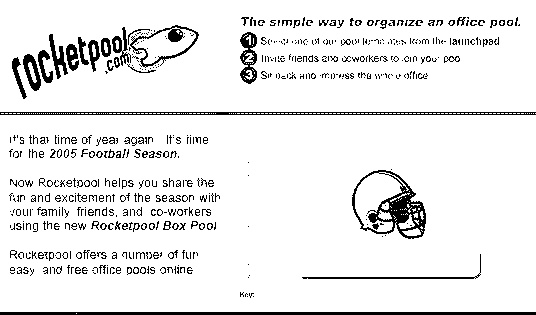 rocketpool
.com
The simple way to organize an office pool.
1 Select one of our pool templates from the launchpad
2 Invite friends and coworkers to join your pool
3 Sit back and impress the whole office
It's that time of year again. It's time
for the 2005 Football Season.
Now Rocketpool helps you share the
fun and excitement of the season with
your family, friends, and co-workers
using the new Rocketpool Box Pool
Rocketpool offers a number of fun
easy and free office pools online
Key: